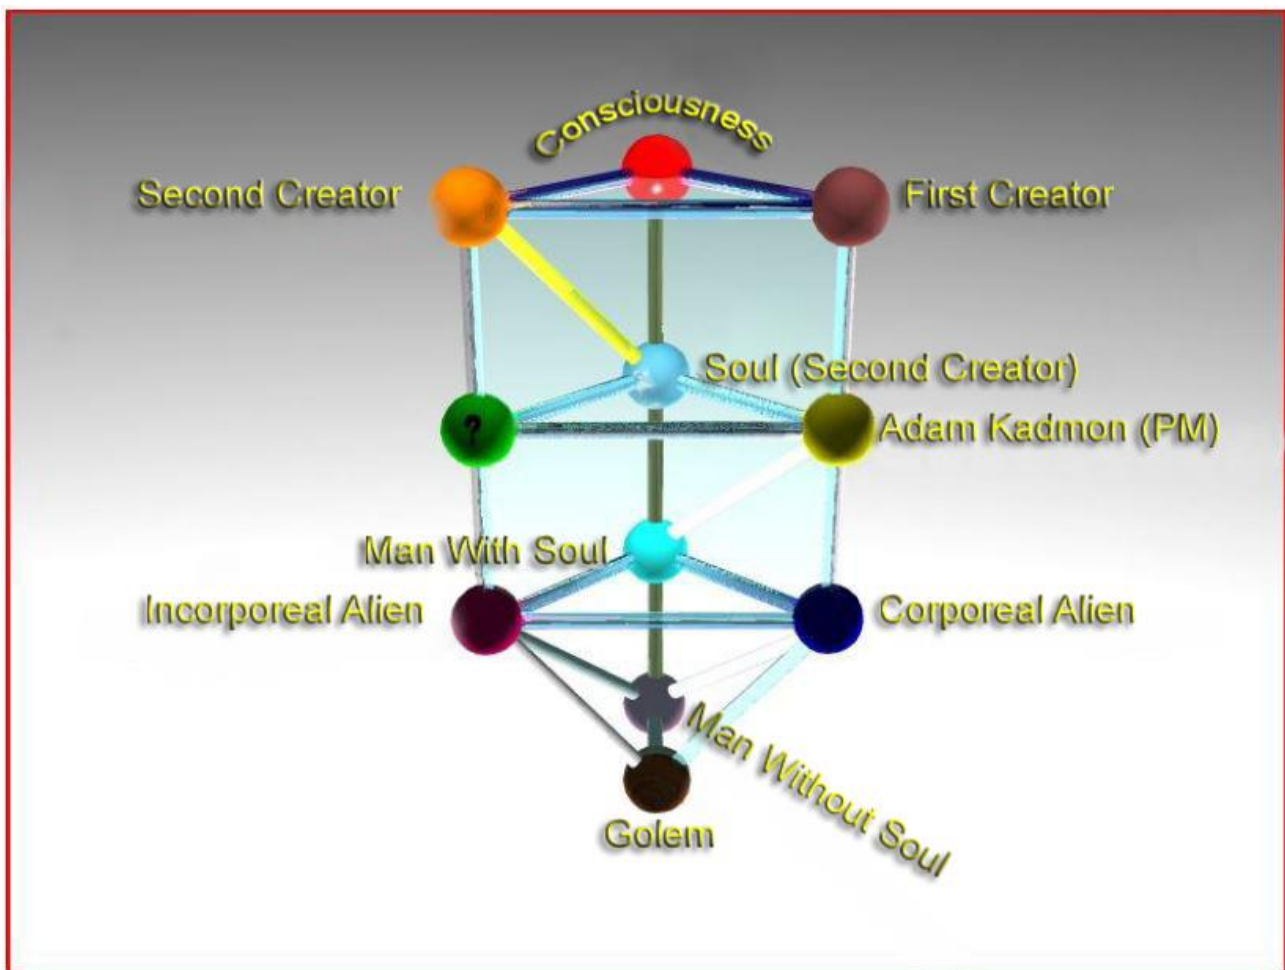 Consciousness
Second Creator
First Creator
Soul (Second Creator)
?
Adam Kadmon (PM)
Man With Soul
Incorporeal Alien
Corporeal Alien
Man Without Soul
Golem